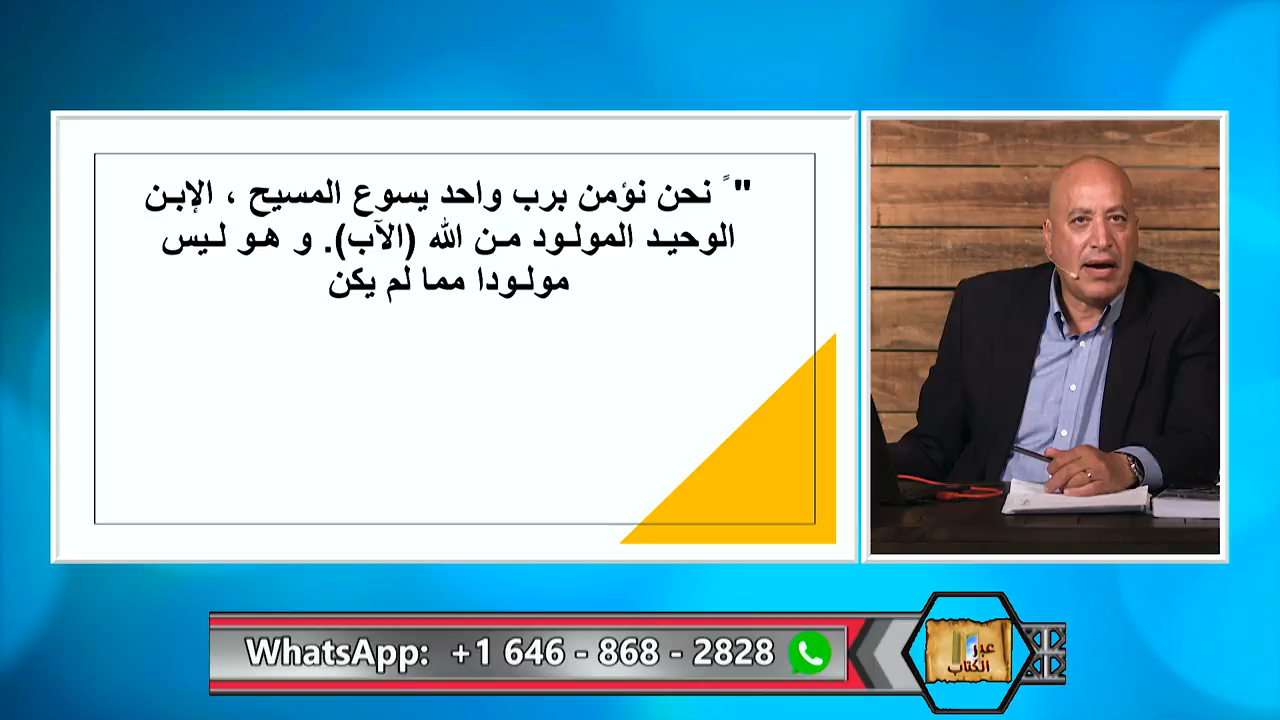 "ً نحن نؤمن برب واحد يسوع المسيح ، الإبن
الوحيد المولود من الله (الآب). و هو ليس
مولودا مما لم يكن
WhatsApp: +1 646 - 868 - 2828
عبر
الكتاب